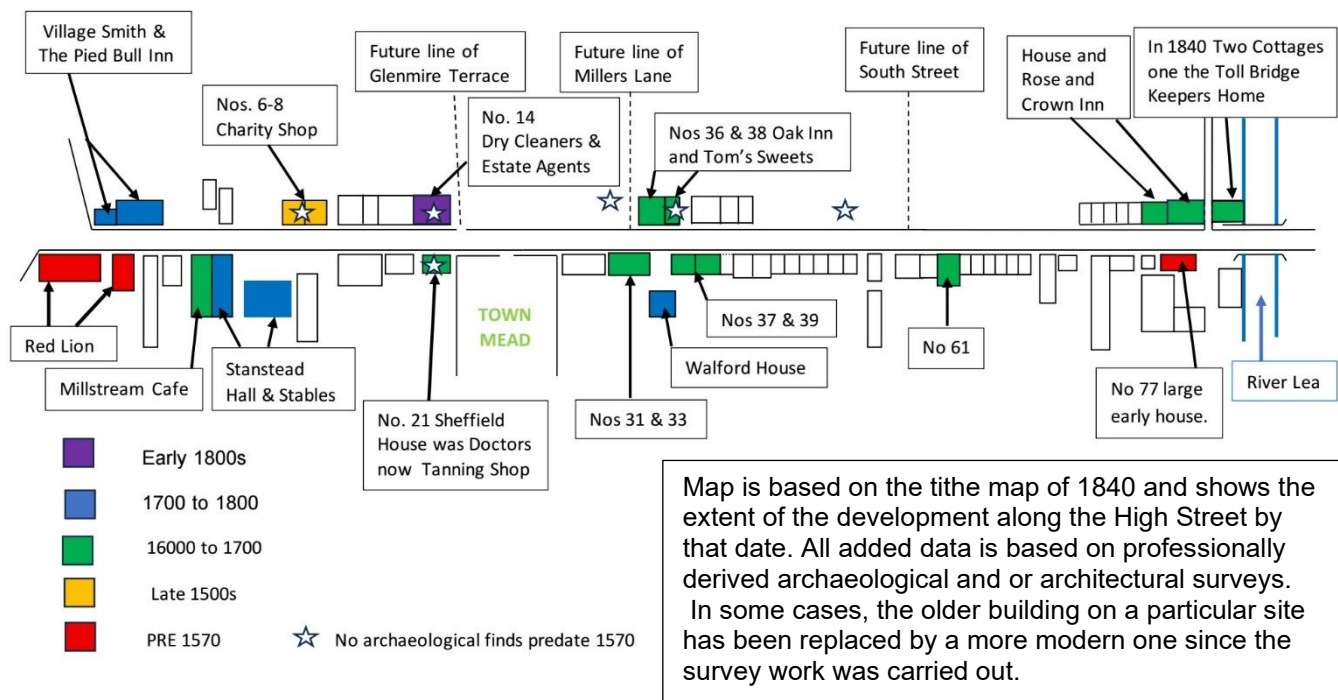 Village Smith &
The Pied Bull Inn
Nos. 6-8
Charity Shop
Future line of
Glenmire Terrace
No. 14
Dry Cleaners &
Estate Agents
Future line of
Millers Lane
Nos 36 & 38 Oak Inn
and Tom's Sweets
Future line of
South Street
House and
Rose and
Crown Inn
In 1840 Two Cottages
one the Toll Bridge
Keepers Home
Red Lion
Millstream Cafe
Stanstead
Hall & Stables
No. 21 Sheffield
House was Doctors
now Tanning Shop
TOWN
MEAD
Nos 31 & 33
Walford House
Nos 37 & 39
No 61
No 77 large
early house.
River Lea
Early 1800s
1700 to 1800
16000 to 1700
Late 1500s
PRE 1570
No archaeological finds predate 1570
Map is based on the tithe map of 1840 and shows the
extent of the development along the High Street by
that date. All added data is based on professionally
derived archaeological and or architectural surveys.
In some cases, the older building on a particular site
has been replaced by a more modern one since the
survey work was carried out.